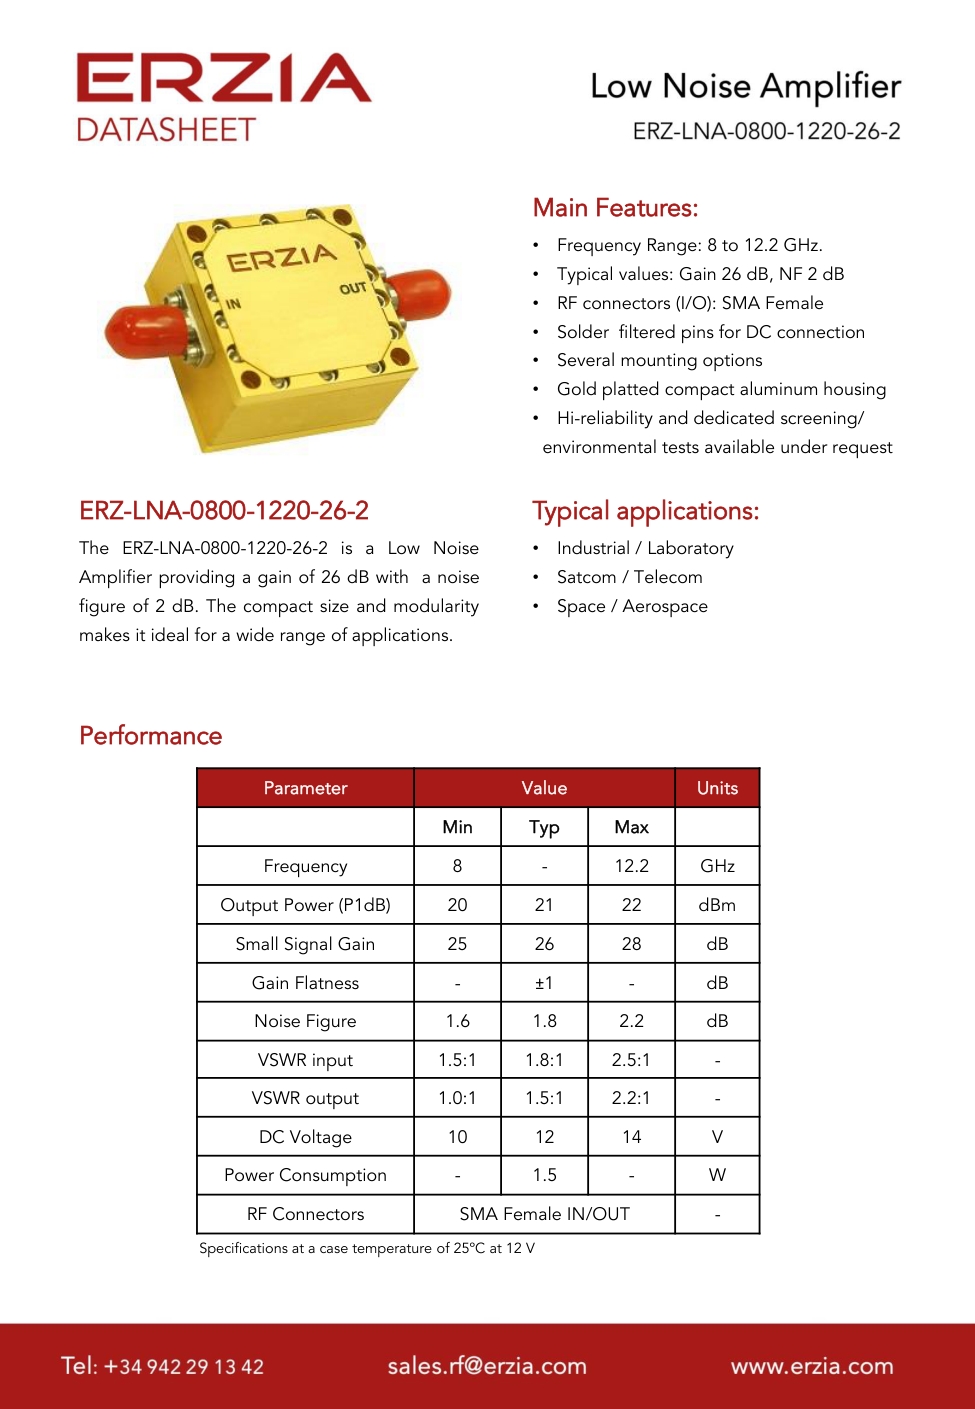 ERZIA
DATASHEET
Low Noise Amplifier
ERZ-LNA-0800-1220-26-2
ERZIA
IN
OUT
Main Features:
• Frequency Range: 8 to 12.2 GHz.
• Typical values: Gain 26 dB, NF 2 dB
• RF connectors (I/O): SMA Female
• Solder filtered pins for DC connection
• Several mounting options
• Gold platted compact aluminum housing
• Hi-reliability and dedicated screening/
environmental tests available under request
ERZ-LNA-0800-1220-26-2
The ERZ-LNA-0800-1220-26-2 is a Low Noise
Amplifier providing a gain of 26 dB with a noise
figure of 2 dB. The compact size and modularity
makes it ideal for a wide range of applications.
Typical applications:
• Industrial / Laboratory
• Satcom / Telecom
• Space / Aerospace
Performance
Parameter Value Units
Min Typ Max
Frequency 8 - 12.2 GHz
Output Power (P1dB) 20 21 22 dBm
Small Signal Gain 25 26 28 dB
Gain Flatness - ±1 - dB
Noise Figure 1.6 1.8 2.2 dB
VSWR input 1.5:1 1.8:1 2.5:1 -
VSWR output 1.0:1 1.5:1 2.2:1 -
DC Voltage 10 12 14 V
Power Consumption - 1.5 - W
RF Connectors SMA Female IN/OUT -
Specifications at a case temperature of 25ºC at 12 V
Tel: +34 942 29 13 42 sales.rf@erzia.com www.erzia.com